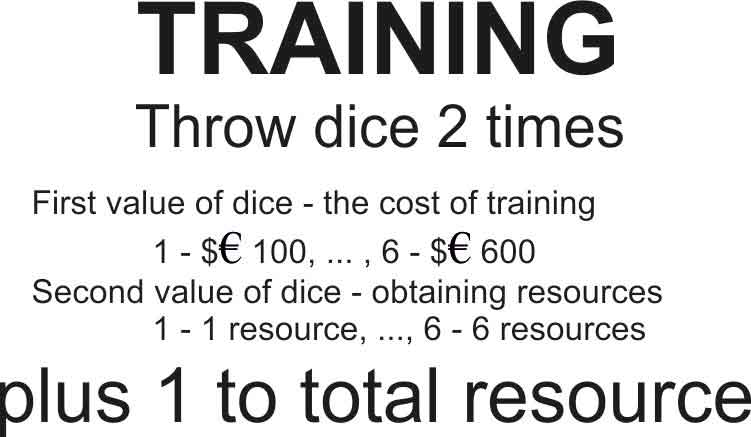 TRAINING
Throw dice 2 times
First value of dice - the cost of training
1 - $€ 100, ... , 6 - $€ 600
Second value of dice - obtaining resources
1 - 1 resource, ..., 6 - 6 resources
plus 1 to total resource